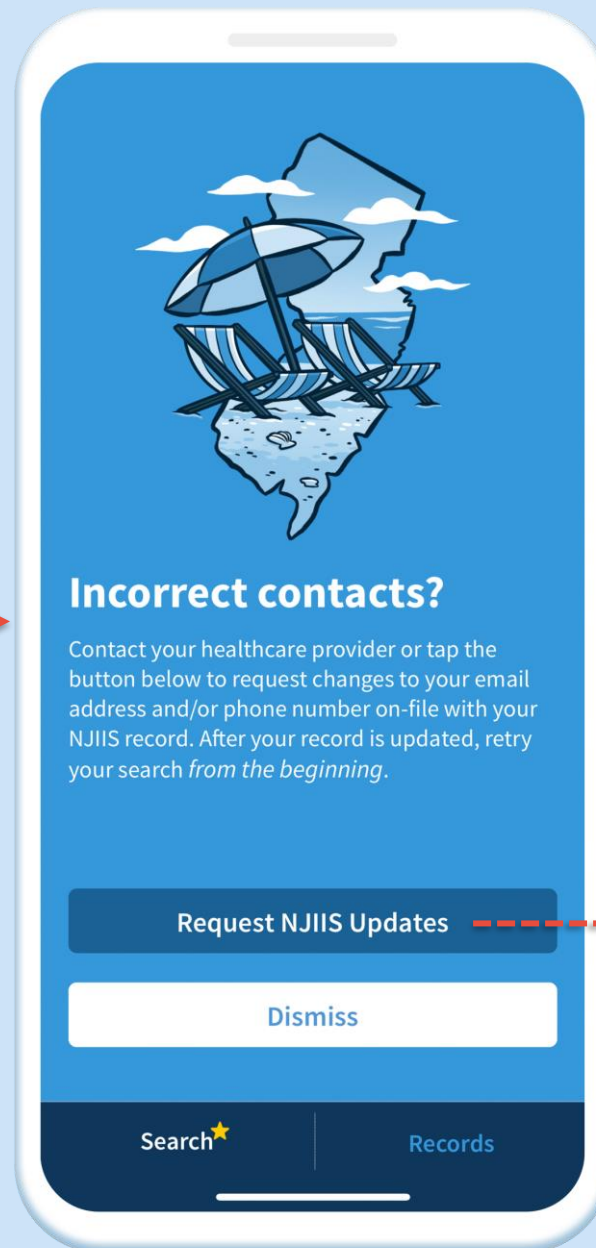 Incorrect contacts?
Contact your healthcare provider or tap the
button below to request changes to your email
address and/or phone number on-file with your
NJIIS record. After your record is updated, retry
your search from the beginning.
Request NJIIS Updates
Dismiss
Search
Records